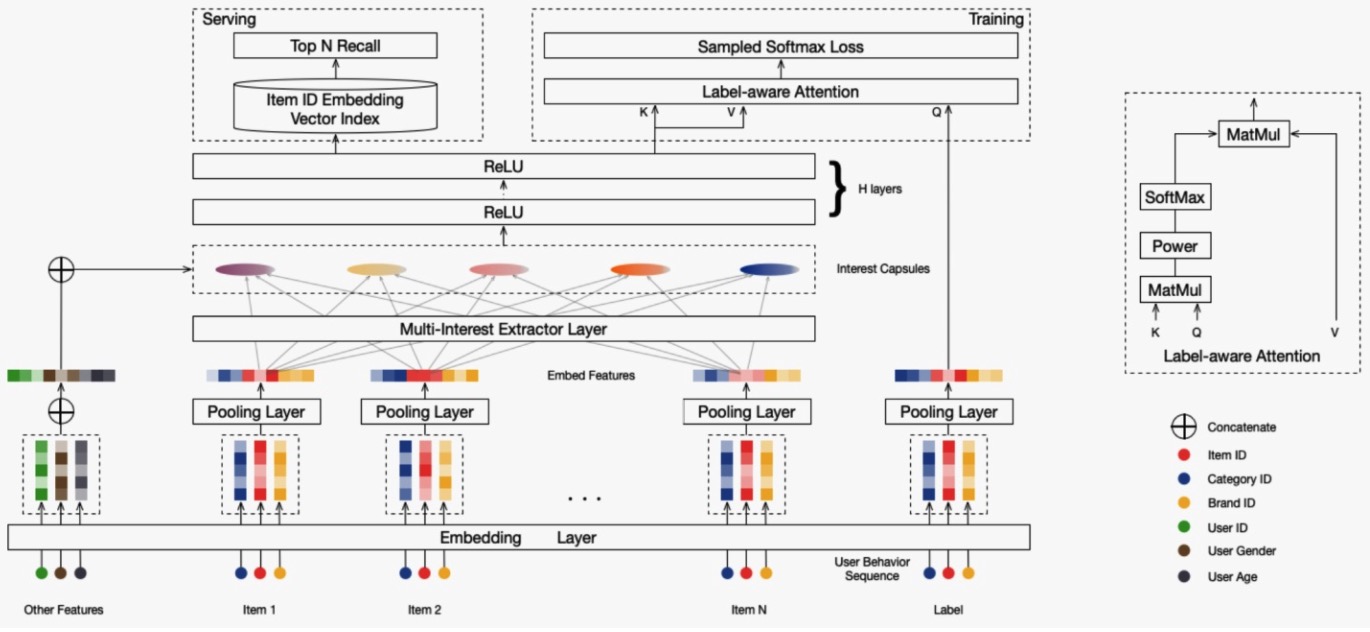 Serving
Top N Recall
Item ID Embedding
Vector Index
Training
Sampled Softmax Loss
Label-aware Attention
K
V
Q
ReLU
ReLU
}
H layers
Interest Capsules
Multi-Interest Extractor Layer
Embed Features
Pooling Layer
Pooling Layer
Pooling Layer
Pooling Layer
. . .
Embedding Layer
User Behavior
Sequence
Other Features
Item 1
Item 2
Item N
Label
MatMul
SoftMax
Power
MatMul
K
Q
V
Label-aware Attention
Concatenate
Item ID
Category ID
Brand ID
User ID
User Gender
User Age